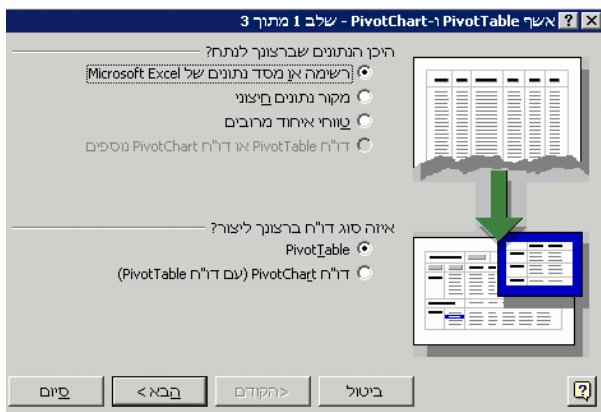 אשף PivotTable ו-PivotChart - שלב 1 מתוך 3
היכן הנתונים שברצונך לנתח?
רשימה או מסד נתונים של Microsoft Excel
מקור נתונים חיצוני
טווחי איחוד מרובים
דו"ח PivotTable או דו"ח PivotChart נוספים
איזה סוג דו"ח ברצונך ליצור?
PivotTable
דו"ח PivotChart (עם דו"ח PivotTable)
ביטול <הקודם הבא> סיום